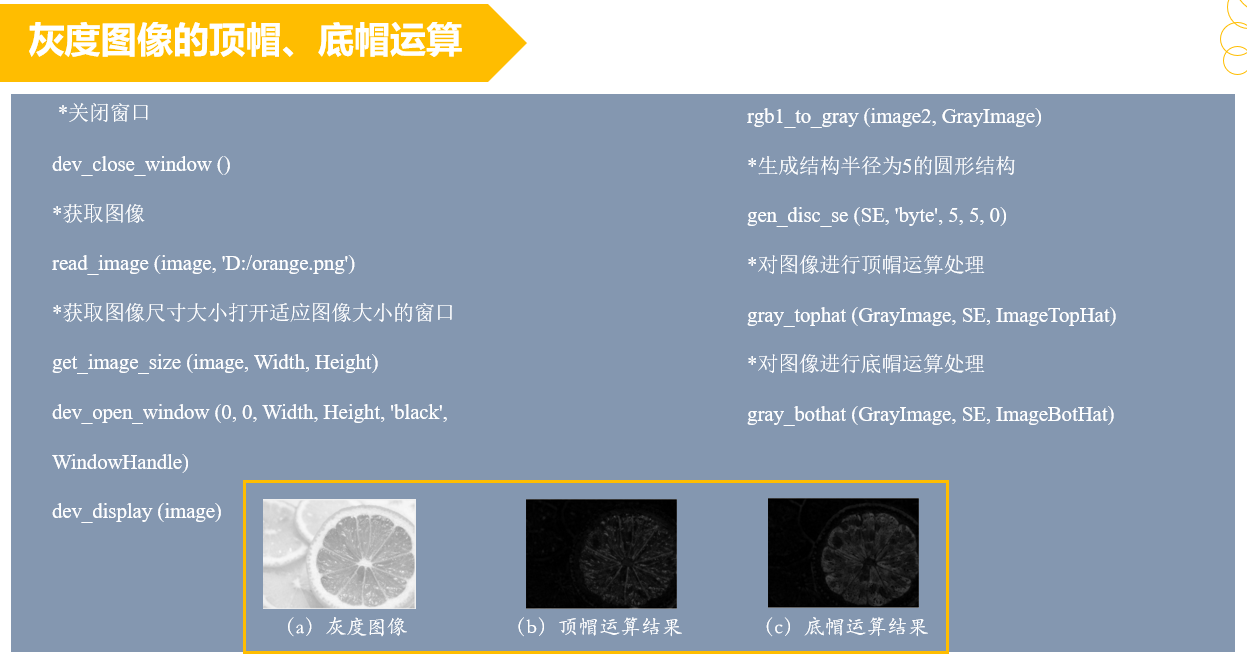 灰度图像的顶帽、底帽运算
*关闭窗口
dev_close_window ()
*获取图像
read_image (image, 'D:/orange.png')
*获取图像尺寸大小打开适应图像大小的窗口
get_image_size (image, Width, Height)
dev_open_window (0, 0, Width, Height, 'black',
WindowHandle)
dev_display (image)
rgb1_to_gray (image2, GrayImage)
*生成结构半径为5的圆形结构
gen_disc_se (SE, 'byte', 5, 5, 0)
*对图像进行顶帽运算处理
gray_tophat (GrayImage, SE, ImageTopHat)
*对图像进行底帽运算处理
gray_bothat (GrayImage, SE, ImageBotHat)
（a）灰度图像
（b）顶帽运算结果
（c）底帽运算结果